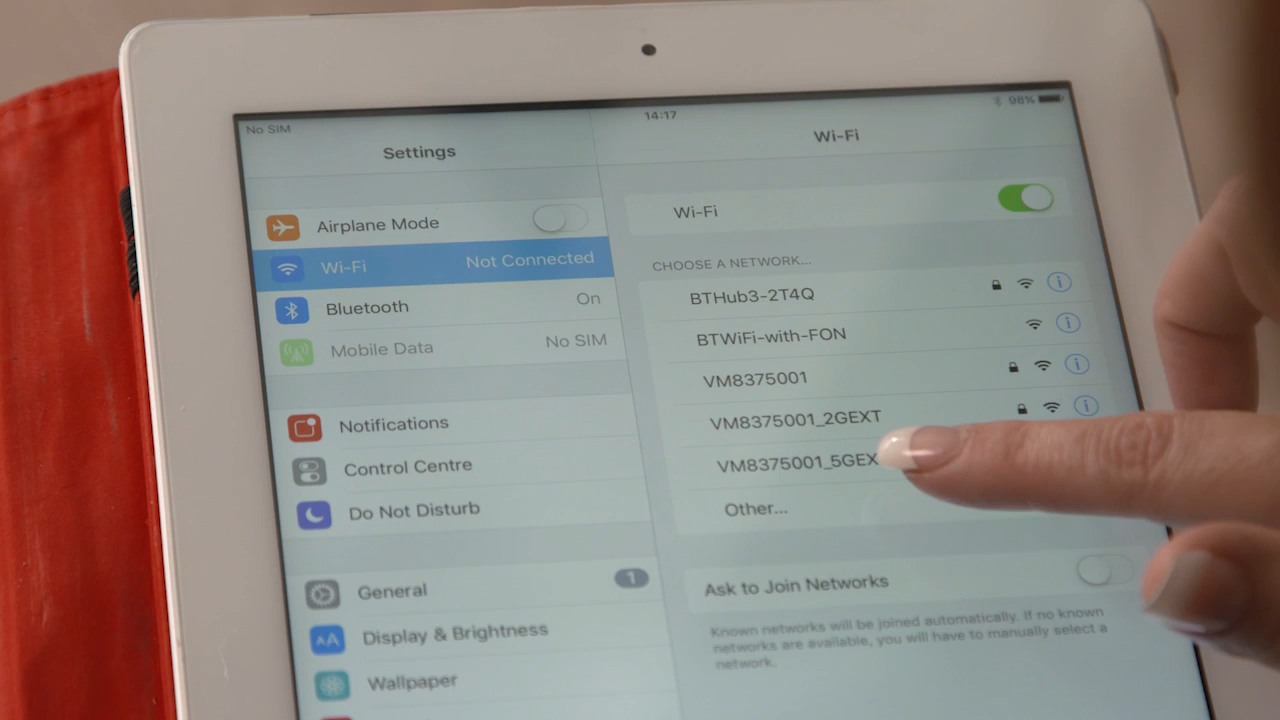 No SIM
14:17
98%
Settings
Wi-Fi
Airplane Mode
Wi-Fi Not Connected
Bluetooth On
Mobile Data No SIM
Notifications
Control Centre
Do Not Disturb
General 1
AA Display & Brightness
Wallpaper
Wi-Fi
CHOOSE A NETWORK...
BTHub3-2T4Q
BTWiFi-with-FON
VM8375001
VM8375001_2GEXT
VM8375001_5GEX
Other...
Ask to Join Networks
Known networks will be joined automatically. If no known
networks are available, you will have to manually select a
network.